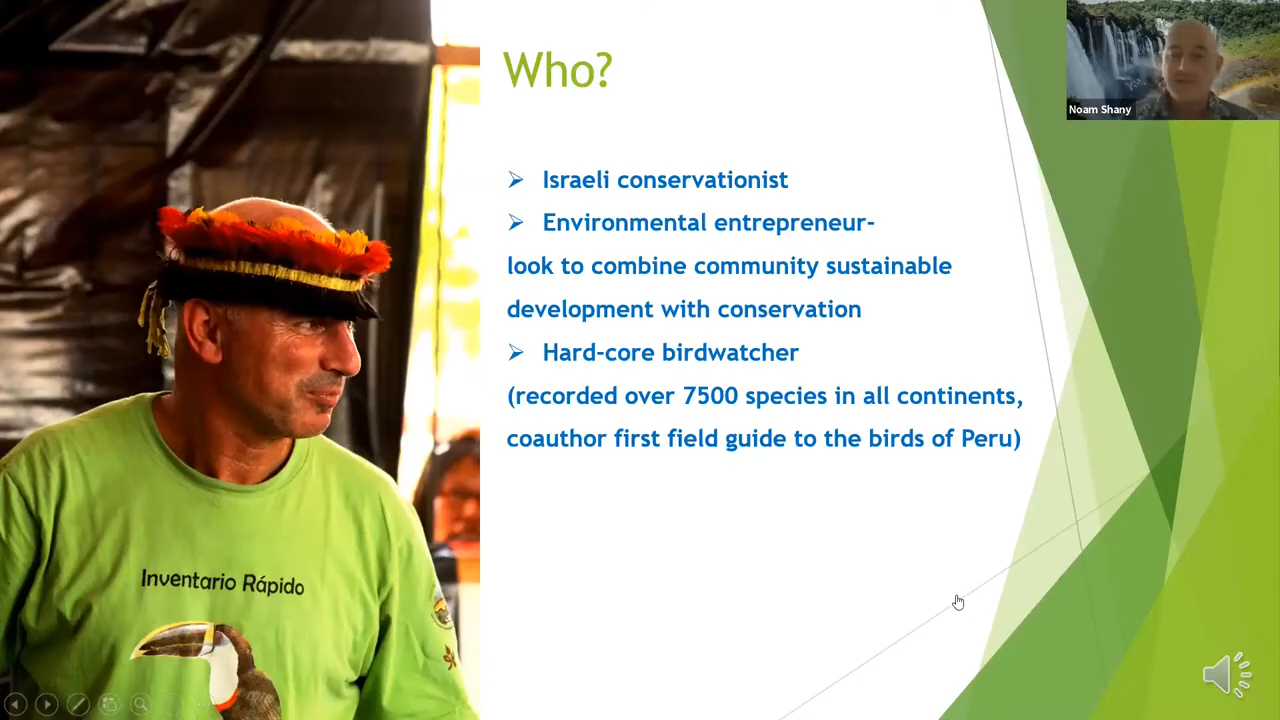 Who?
Noam Shany
➢ Israeli conservationist
➢ Environmental entrepreneur-
look to combine community sustainable
development with conservation
➢ Hard-core birdwatcher
(recorded over 7500 species in all continents,
coauthor first field guide to the birds of Peru)
Inventario Rápido